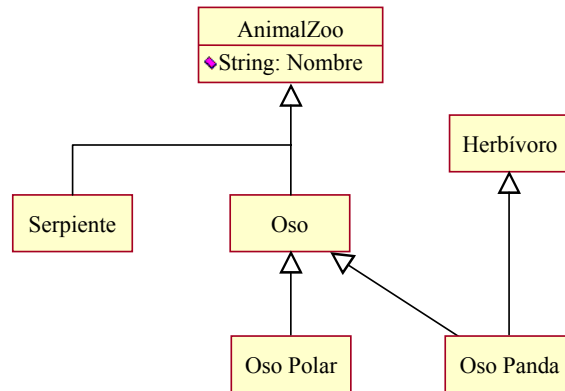 AnimalZoo
String: Nombre
Herbívoro
Serpiente
Oso
Oso Polar
Oso Panda